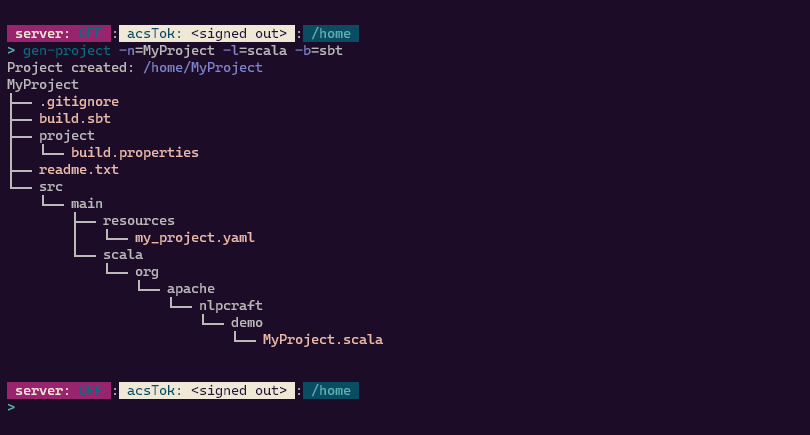 server: OFF : acsTok: <signed out> : /home
> gen-project -n=MyProject -l=scala -b=sbt
Project created: /home/MyProject
MyProject
├── .gitignore
├── build.sbt
├── project
│   └── build.properties
├── readme.txt
└── src
    └── main
        ├── resources
        │   └── my_project.yaml
        └── scala
            └── org
                └── apache
                    └── nlpcraft
                        └── demo
                            └── MyProject.scala
server: OFF : acsTok: <signed out> : /home
>